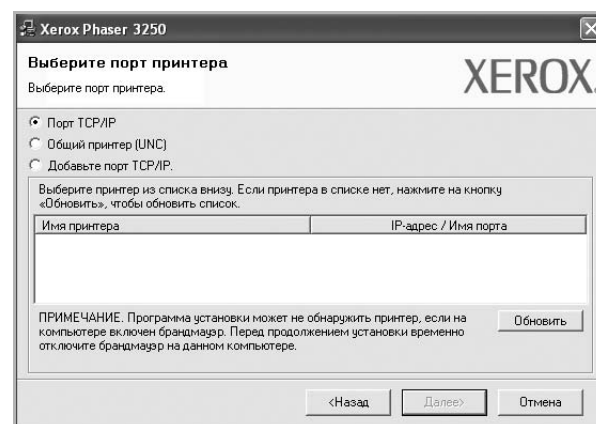 Xerox Phaser 3250
Выберите порт принтера
Выберите порт принтера.
XEROX.
Порт TCP/IP
Общий принтер (UNC)
Добавьте порт TCP/IP.
Выберите принтер из списка внизу. Если принтера в списке нет, нажмите на кнопку
«Обновить», чтобы обновить список.
Имя принтера
IP-адрес / Имя порта
ПРИМЕЧАНИЕ. Программа установки может не обнаружить принтер, если на
компьютере включен брандмауэр. Перед продолжением установки временно
отключите брандмауэр на данном компьютере.
Обновить
<Назад
Далее>
Отмена